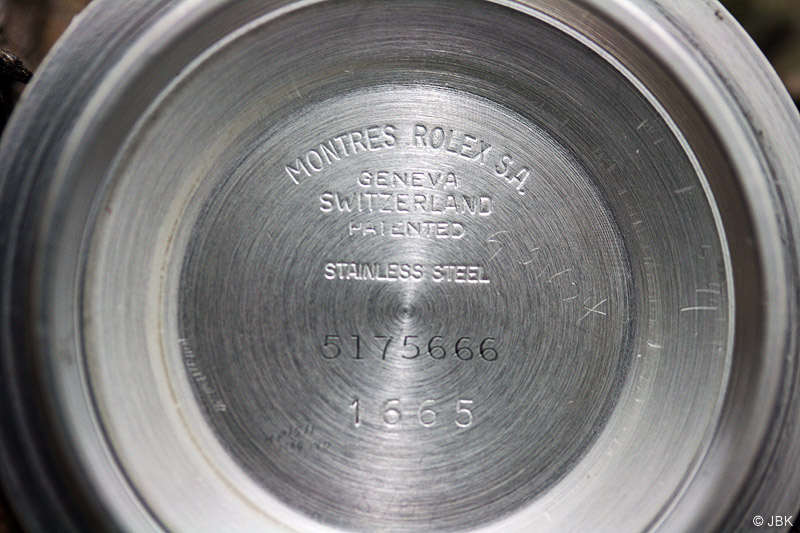 MONTRES ROLEX S.A.
GENEVA
SWITZERLAND
PATENTED
STAINLESS STEEL
5175666
1665
© JBK